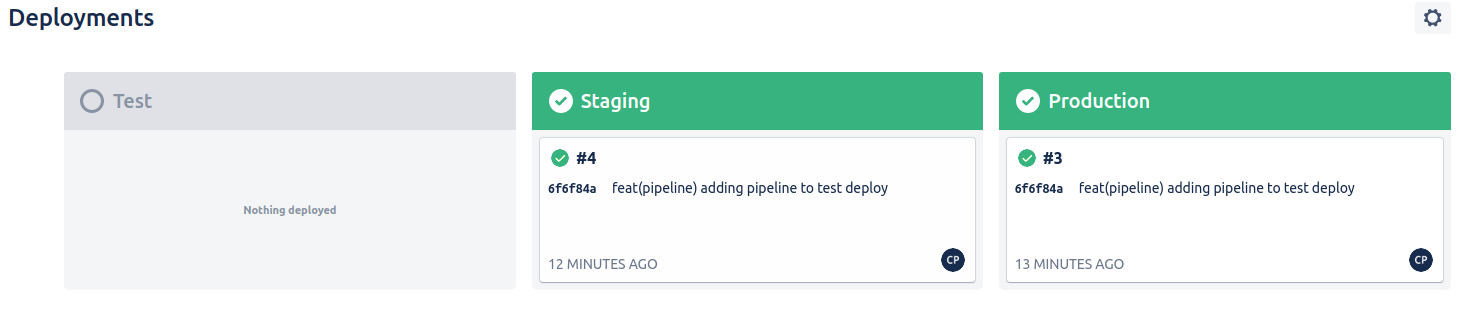 Deployments
Test
Nothing deployed
Staging
#4
6f6f84a feat(pipeline) adding pipeline to test deploy
12 MINUTES AGO CP
Production
#3
6f6f84a feat(pipeline) adding pipeline to test deploy
13 MINUTES AGO CP